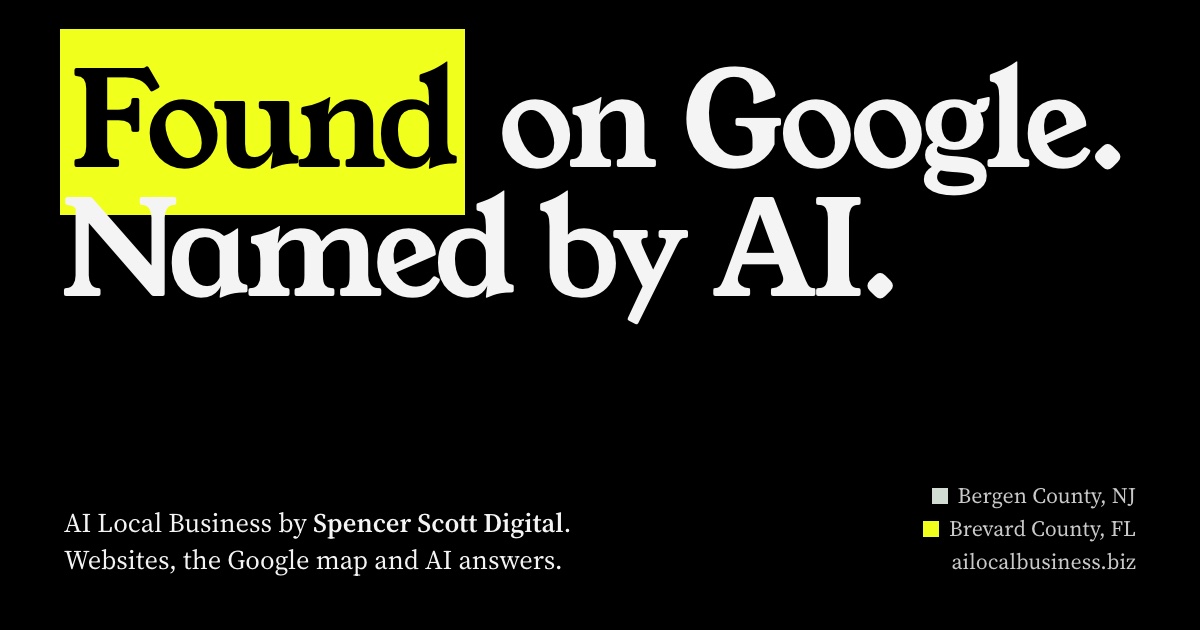 Found on Google.
Named by AI.
AI Local Business by Spencer Scott Digital.
Websites, the Google map and AI answers.
Bergen County, NJ
Brevard County, FL
ailocalbusiness.biz